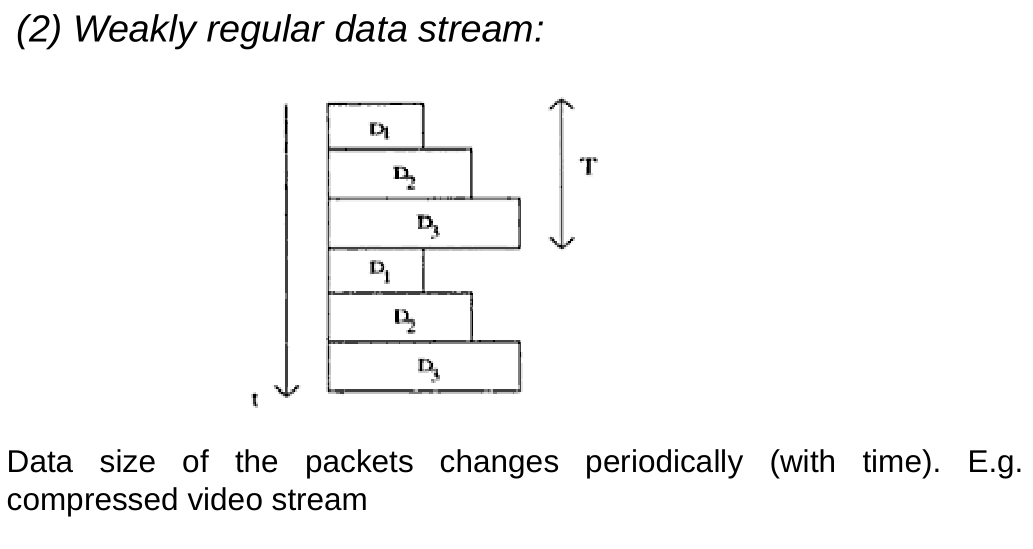 (2) Weakly regular data stream:
D1
D2
T
D3
D1
D2
D3
t
Data size of the packets changes periodically (with time). E.g.
compressed video stream